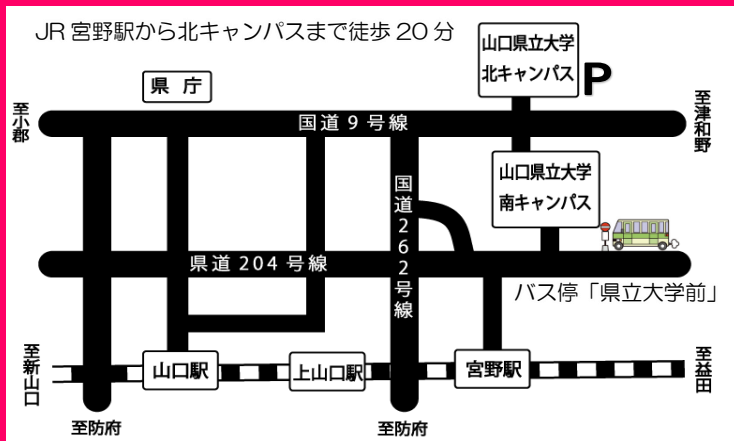 JR 宮野駅から北キャンパスまで徒歩 20 分
山口県立大学
北キャンパス
P
県 庁
至小郡
国道 9 号線
至津和野
山口県立大学
南キャンパス
国道262号線
県道 204 号線
バス停「県立大学前」
至新山口
山口駅
上山口駅
宮野駅
至益田
至防府
至防府